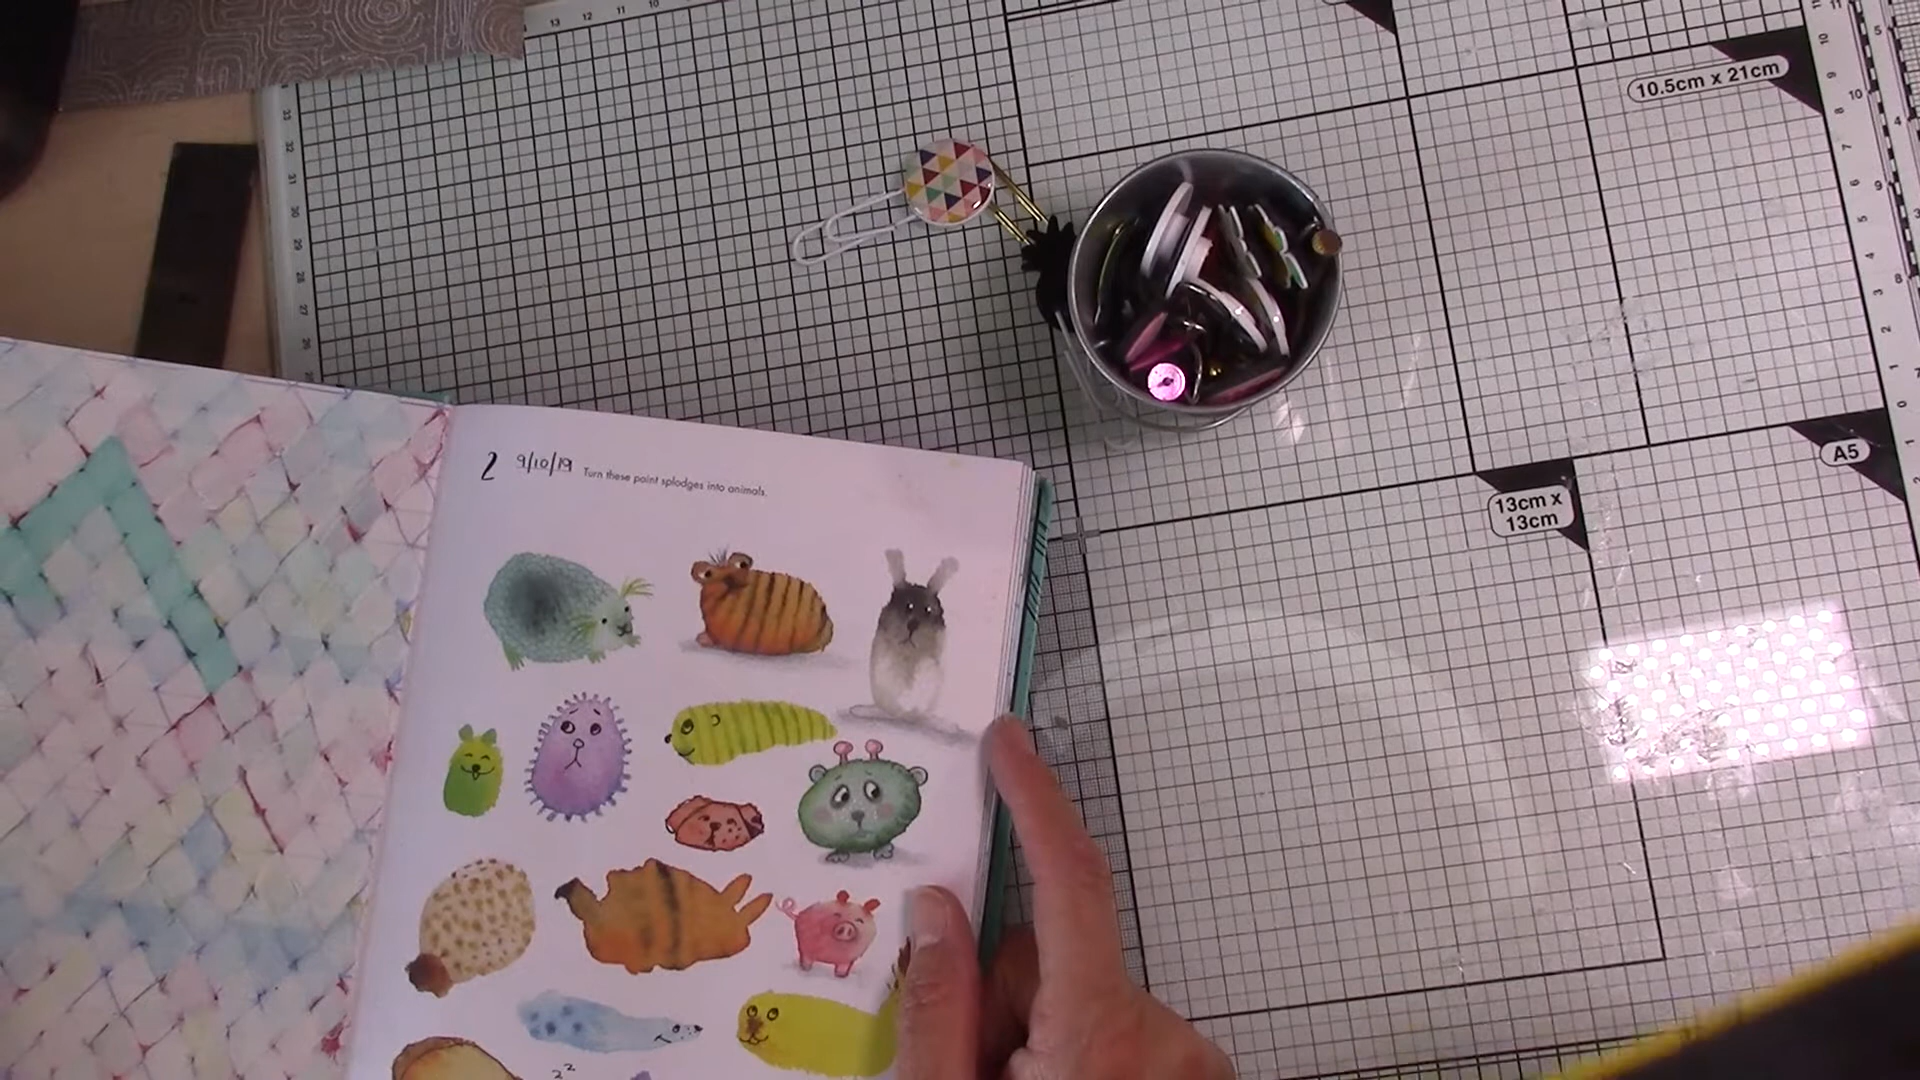 10.5cm x 21cm
A5
13cm x
13cm
2 9/10/19 Turn these paint splodges into animals.